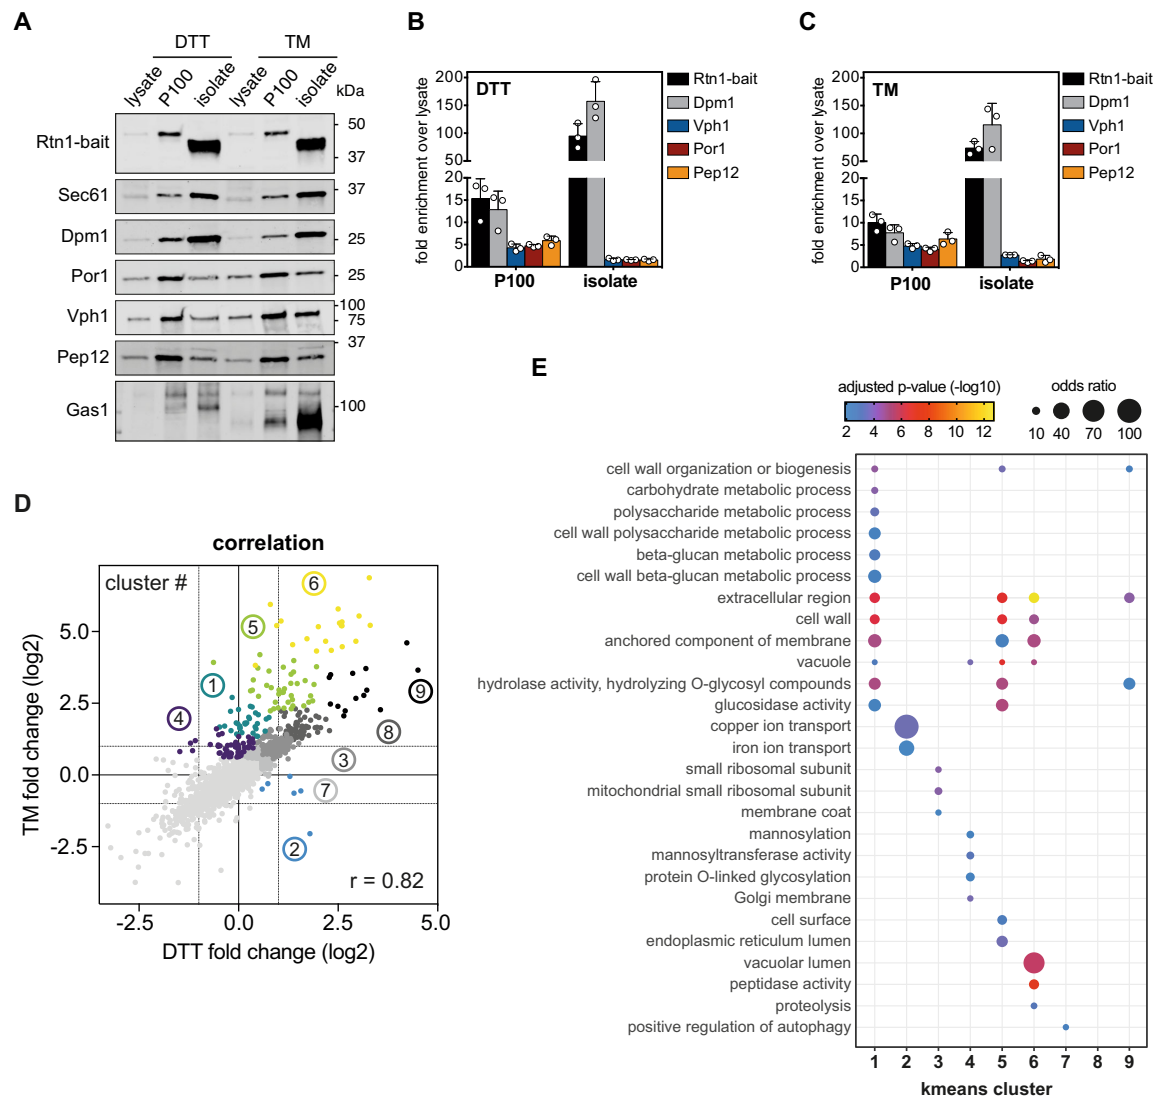 A
DTT
TM
lysate
P100
isolate
lysate
P100
isolate
kDa
Rtn1-bait
50
37
Sec61
37
Dpm1
25
Por1
25
Vph1
100
75
Pep12
37
Gas1
100
B
fold enrichment over lysate
200
150
100
50
20
15
10
5
0
DTT
P100
isolate
Rtn1-bait
Dpm1
Vph1
Por1
Pep12
C
fold enrichment over lysate
200
150
100
50
20
15
10
5
0
TM
P100
isolate
Rtn1-bait
Dpm1
Vph1
Por1
Pep12
D
correlation
cluster #
TM fold change (log2)
5.0
2.5
0.0
-2.5
6
5
1
4
9
8
3
7
2
r = 0.82
-2.5
0.0
2.5
5.0
DTT fold change (log2)
E
adjusted p-value (-log10)
2 4 6 8 10 12
odds ratio
10 40 70 100
cell wall organization or biogenesis
carbohydrate metabolic process
polysaccharide metabolic process
cell wall polysaccharide metabolic process
beta-glucan metabolic process
cell wall beta-glucan metabolic process
extracellular region
cell wall
anchored component of membrane
vacuole
hydrolase activity, hydrolyzing O-glycosyl compounds
glucosidase activity
copper ion transport
iron ion transport
small ribosomal subunit
mitochondrial small ribosomal subunit
membrane coat
mannosylation
mannosyltransferase activity
protein O-linked glycosylation
Golgi membrane
cell surface
endoplasmic reticulum lumen
vacuolar lumen
peptidase activity
proteolysis
positive regulation of autophagy
1 2 3 4 5 6 7 8 9
kmeans cluster